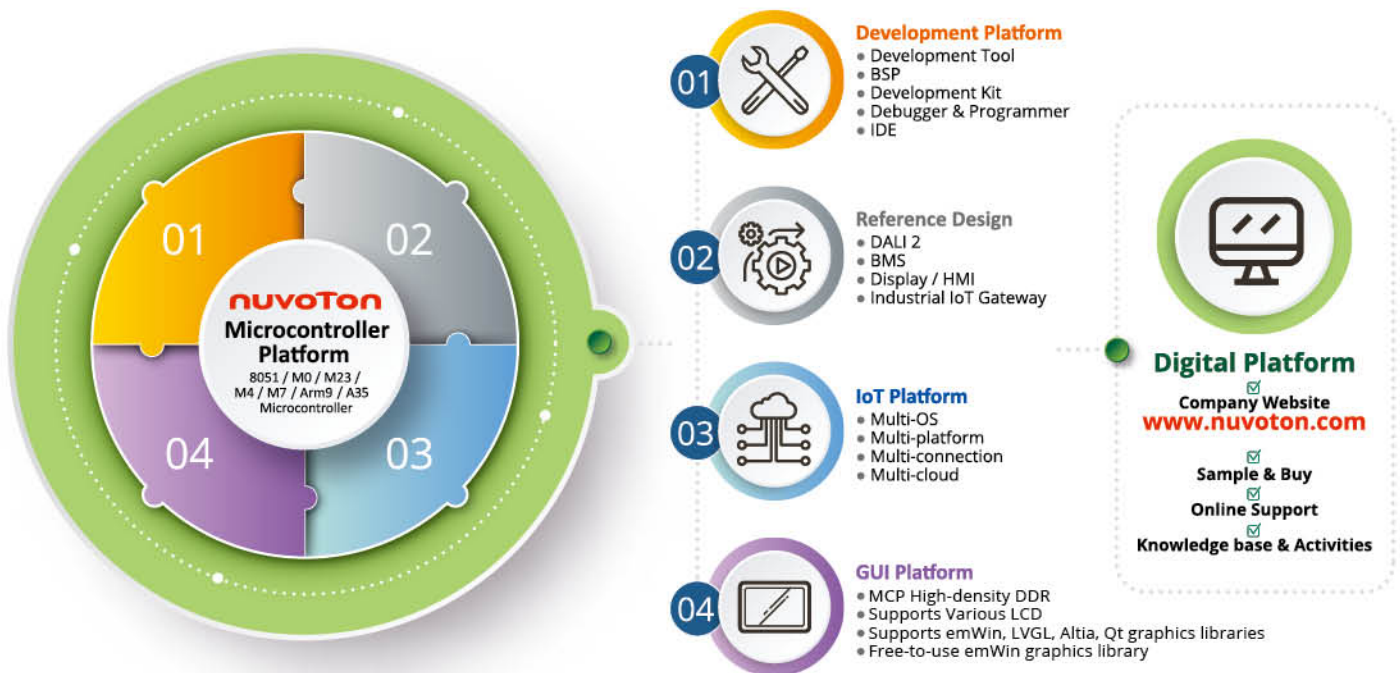 01
02
03
04
nuvoTon
Microcontroller
Platform
8051 / M0 / M23 /
M4 / M7 / Arm9 / A35
Microcontroller
01
Development Platform
• Development Tool
• BSP
• Development Kit
• Debugger & Programmer
• IDE
02
Reference Design
• DALI 2
• BMS
• Display / HMI
• Industrial IoT Gateway
03
IoT Platform
• Multi-OS
• Multi-platform
• Multi-connection
• Multi-cloud
04
GUI Platform
• MCP High-density DDR
• Supports Various LCD
• Supports emWin, LVGL, Altia, Qt graphics libraries
• Free-to-use emWin graphics library
Digital Platform
Company Website
www.nuvoton.com
Sample & Buy
Online Support
Knowledge base & Activities